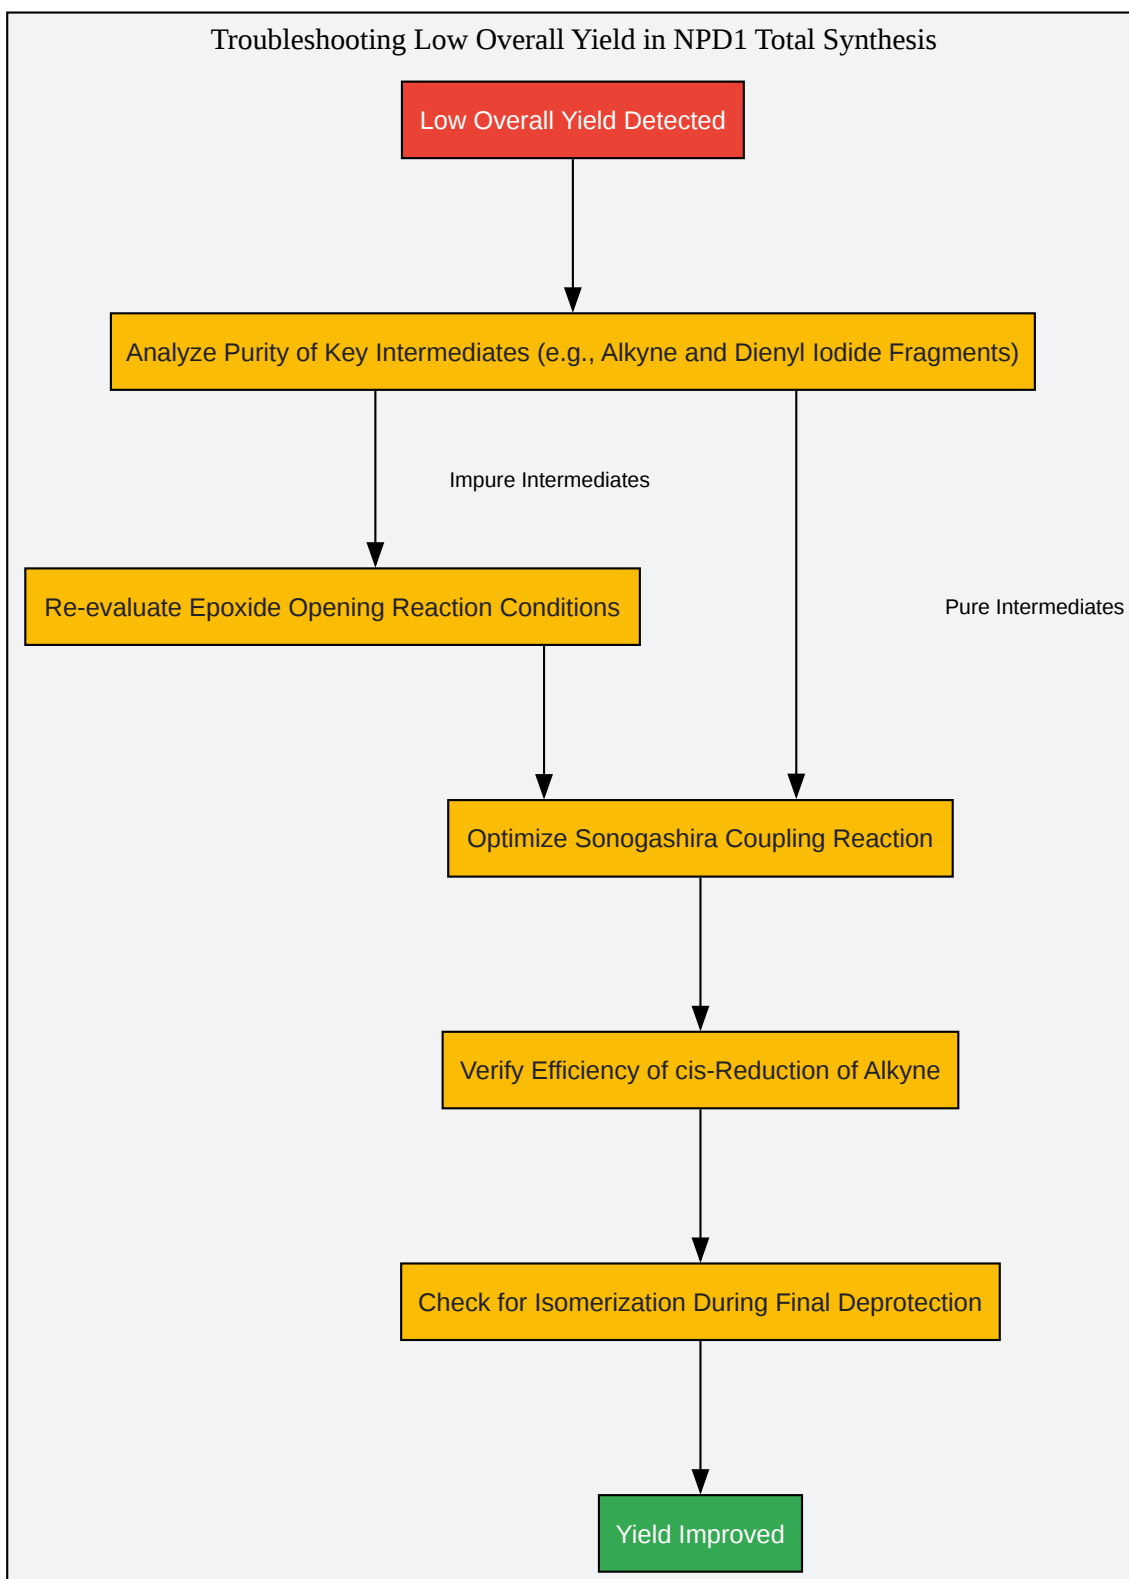 Troubleshooting Low Overall Yield in NPD1 Total Synthesis
Low Overall Yield Detected
Analyze Purity of Key Intermediates (e.g., Alkyne and Dienyl Iodide Fragments)
Impure Intermediates
Re-evaluate Epoxide Opening Reaction Conditions
Pure Intermediates
Optimize Sonogashira Coupling Reaction
Verify Efficiency of cis-Reduction of Alkyne
Check for Isomerization During Final Deprotection
Yield Improved